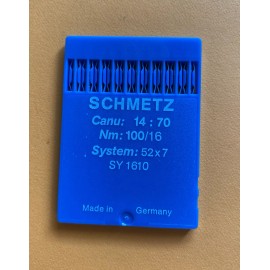 SCHMETZ
Canu: 14 : 70
Nm: 100/16
System: 52x7
SY 1610
Made in Germany